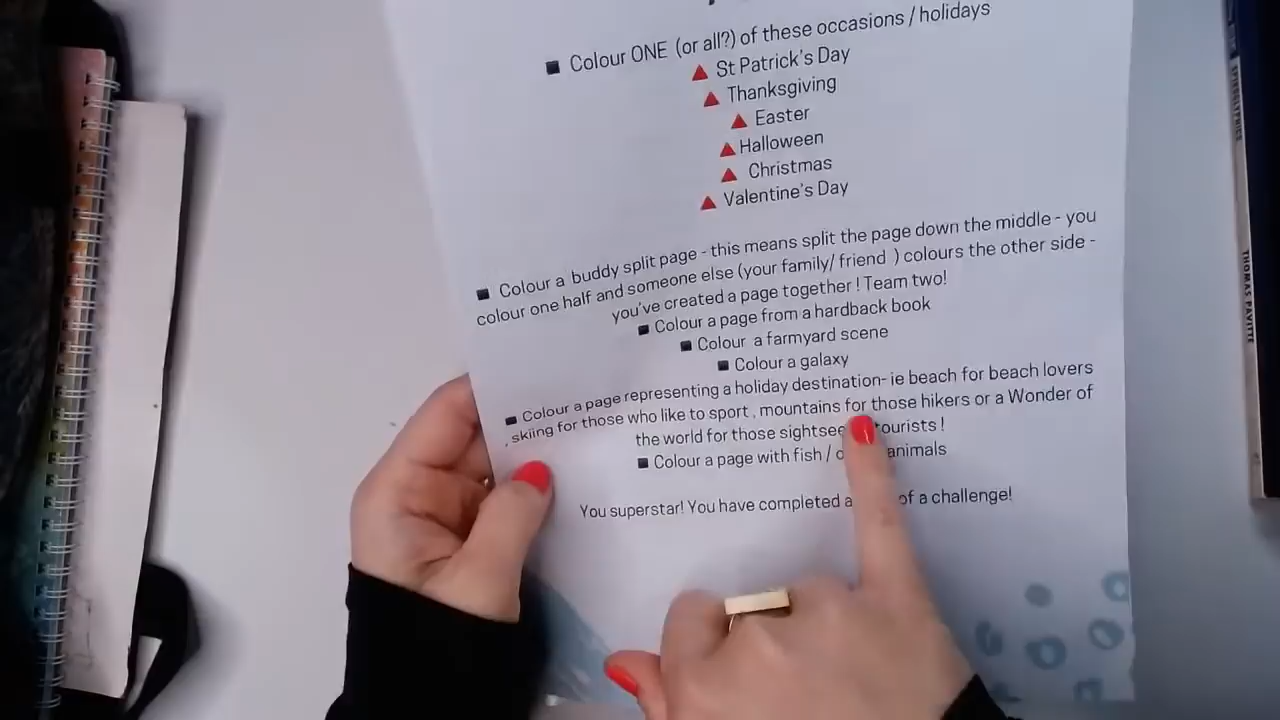 ■ Colour ONE (or all?) of these occasions / holidays
▲ St Patrick's Day
▲ Thanksgiving
▲ Easter
▲ Halloween
▲ Christmas
▲ Valentine's Day
■ Colour a buddy split page - this means split the page down the middle - you
colour one half and someone else (your family/ friend ) colours the other side -
you've created a page together ! Team two!
■ Colour a page from a hardback book
■ Colour a farmyard scene
■ Colour a galaxy
■ Colour a page representing a holiday destination- ie beach for beach lovers
, skiing for those who like to sport , mountains for those hikers or a Wonder of
the world for those tourists !
■ Colour a page with fish / animals
You superstar! You have completed a of a challenge!
THOMAS PAVITTE